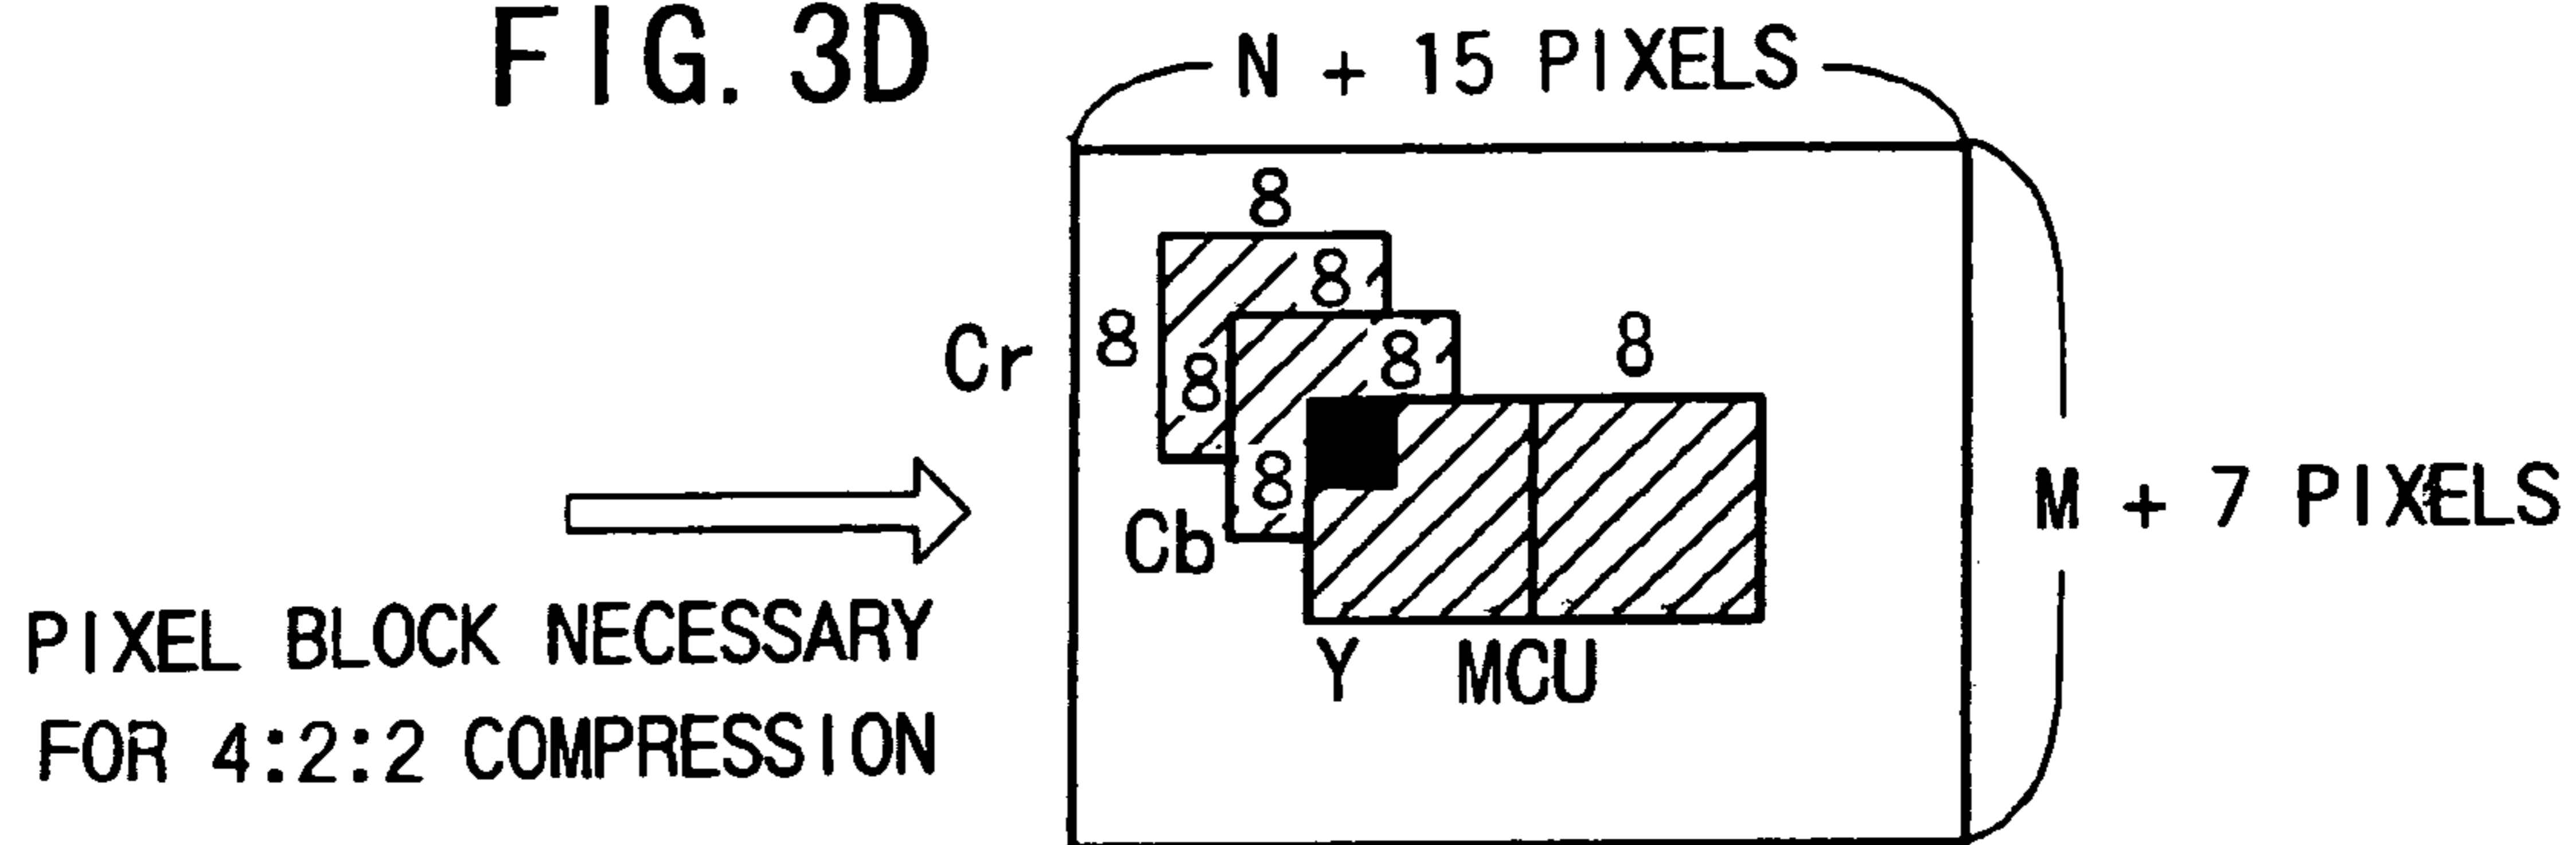 FIG. 3D
N + 15 PIXELS
8
8
Cr
8
8
8
8
8
Cb
M + 7 PIXELS
Y
MCU
PIXEL BLOCK NECESSARY
FOR 4:2:2 COMPRESSION